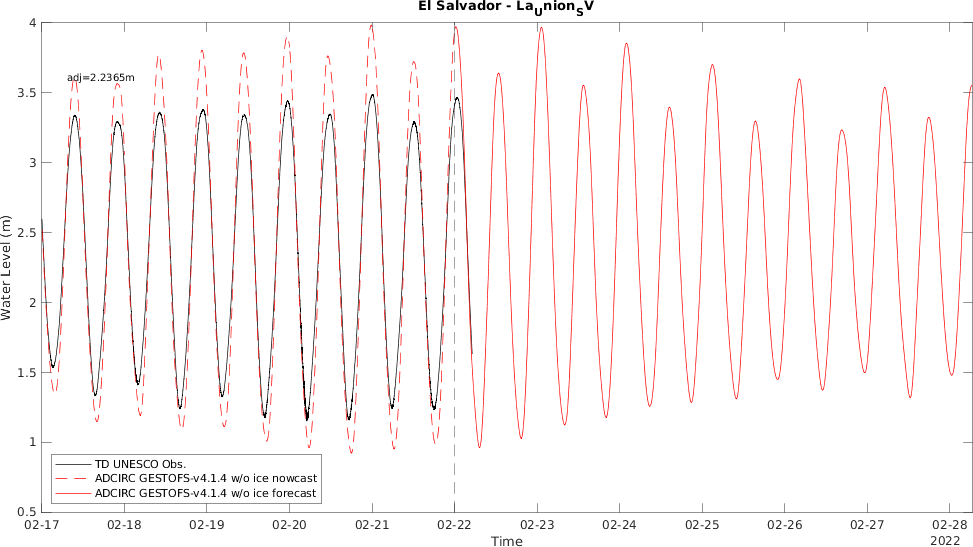 El Salvador - LaUnionSV
adj=2.2365m
4
3.5
3
2.5
2
1.5
1
0.5
Water Level (m)
TD UNESCO Obs.
ADCIRC GESTOFS-v4.1.4 w/o ice nowcast
ADCIRC GESTOFS-v4.1.4 w/o ice forecast
02-17 02-18 02-19 02-20 02-21 02-22 02-23 02-24 02-25 02-26 02-27 02-28
Time
2022